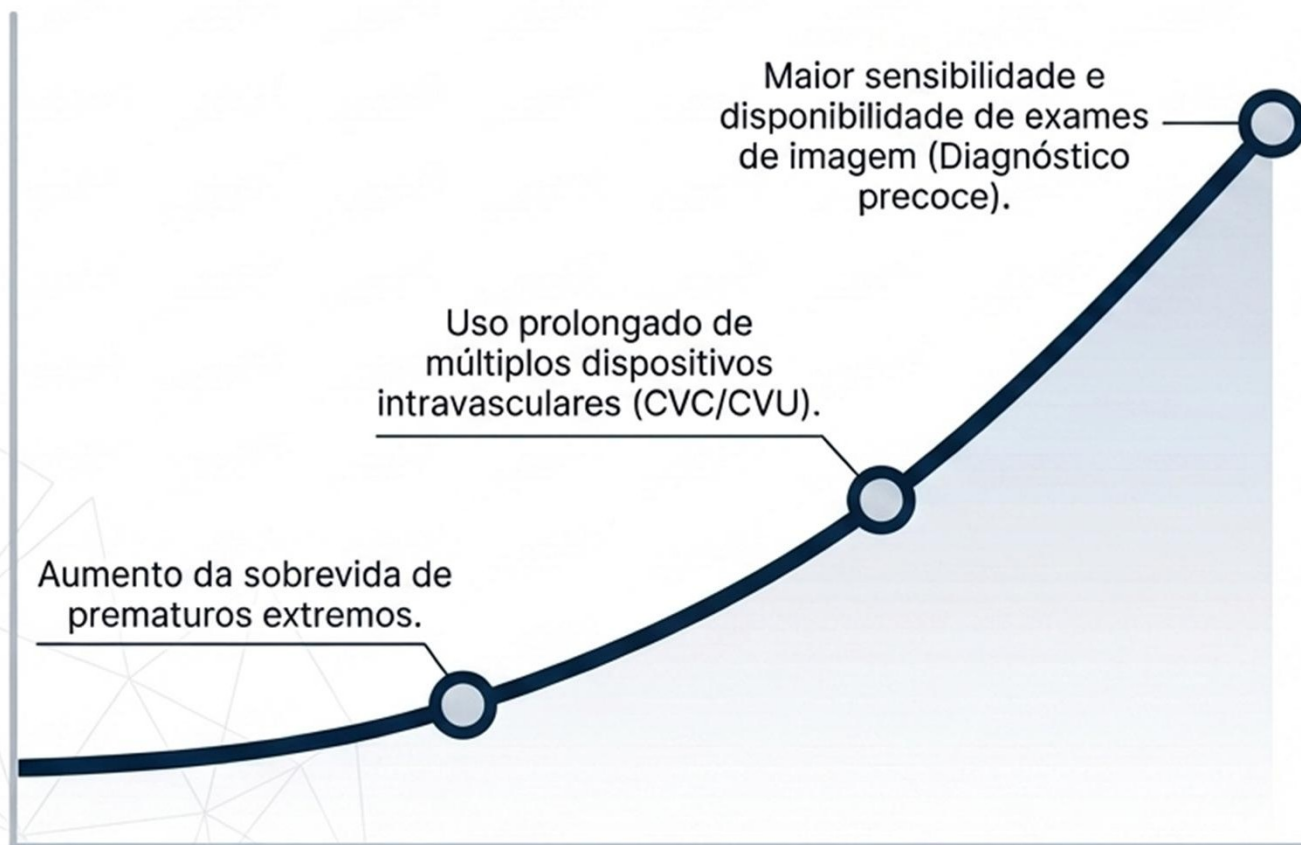 Maior sensibilidade e
disponibilidade de exames
de imagem (Diagnóstico
precoce).
Uso prolongado de
múltiplos dispositivos
intravasculares (CVC/CVU).
Aumento da sobrevida de
prematuros extremos.